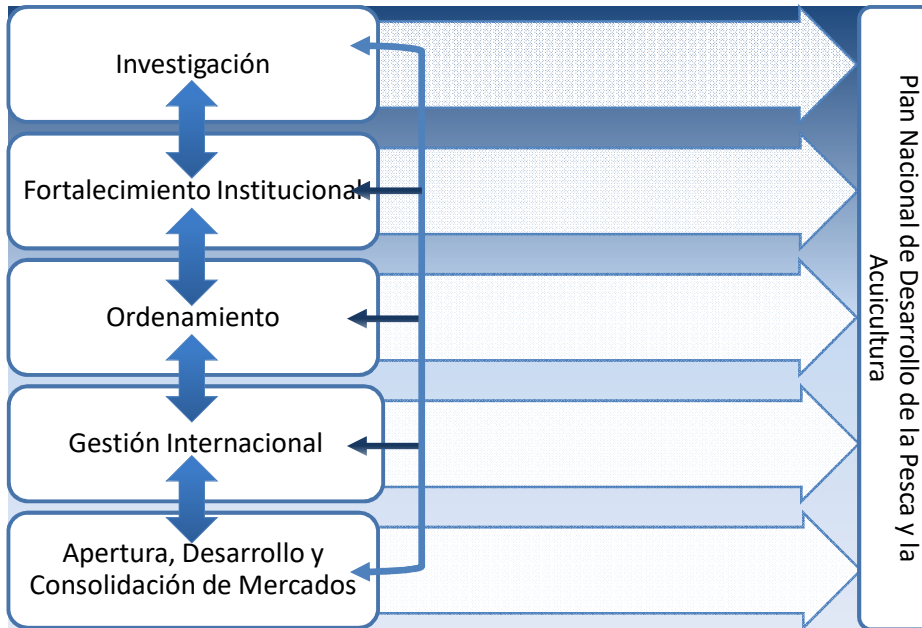 Investigación
Fortalecimiento Institucional
Ordenamiento
Gestión Internacional
Apertura, Desarrollo y
Consolidación de Mercados
Plan Nacional de Desarrollo de la Pesca y la
Acuicultura